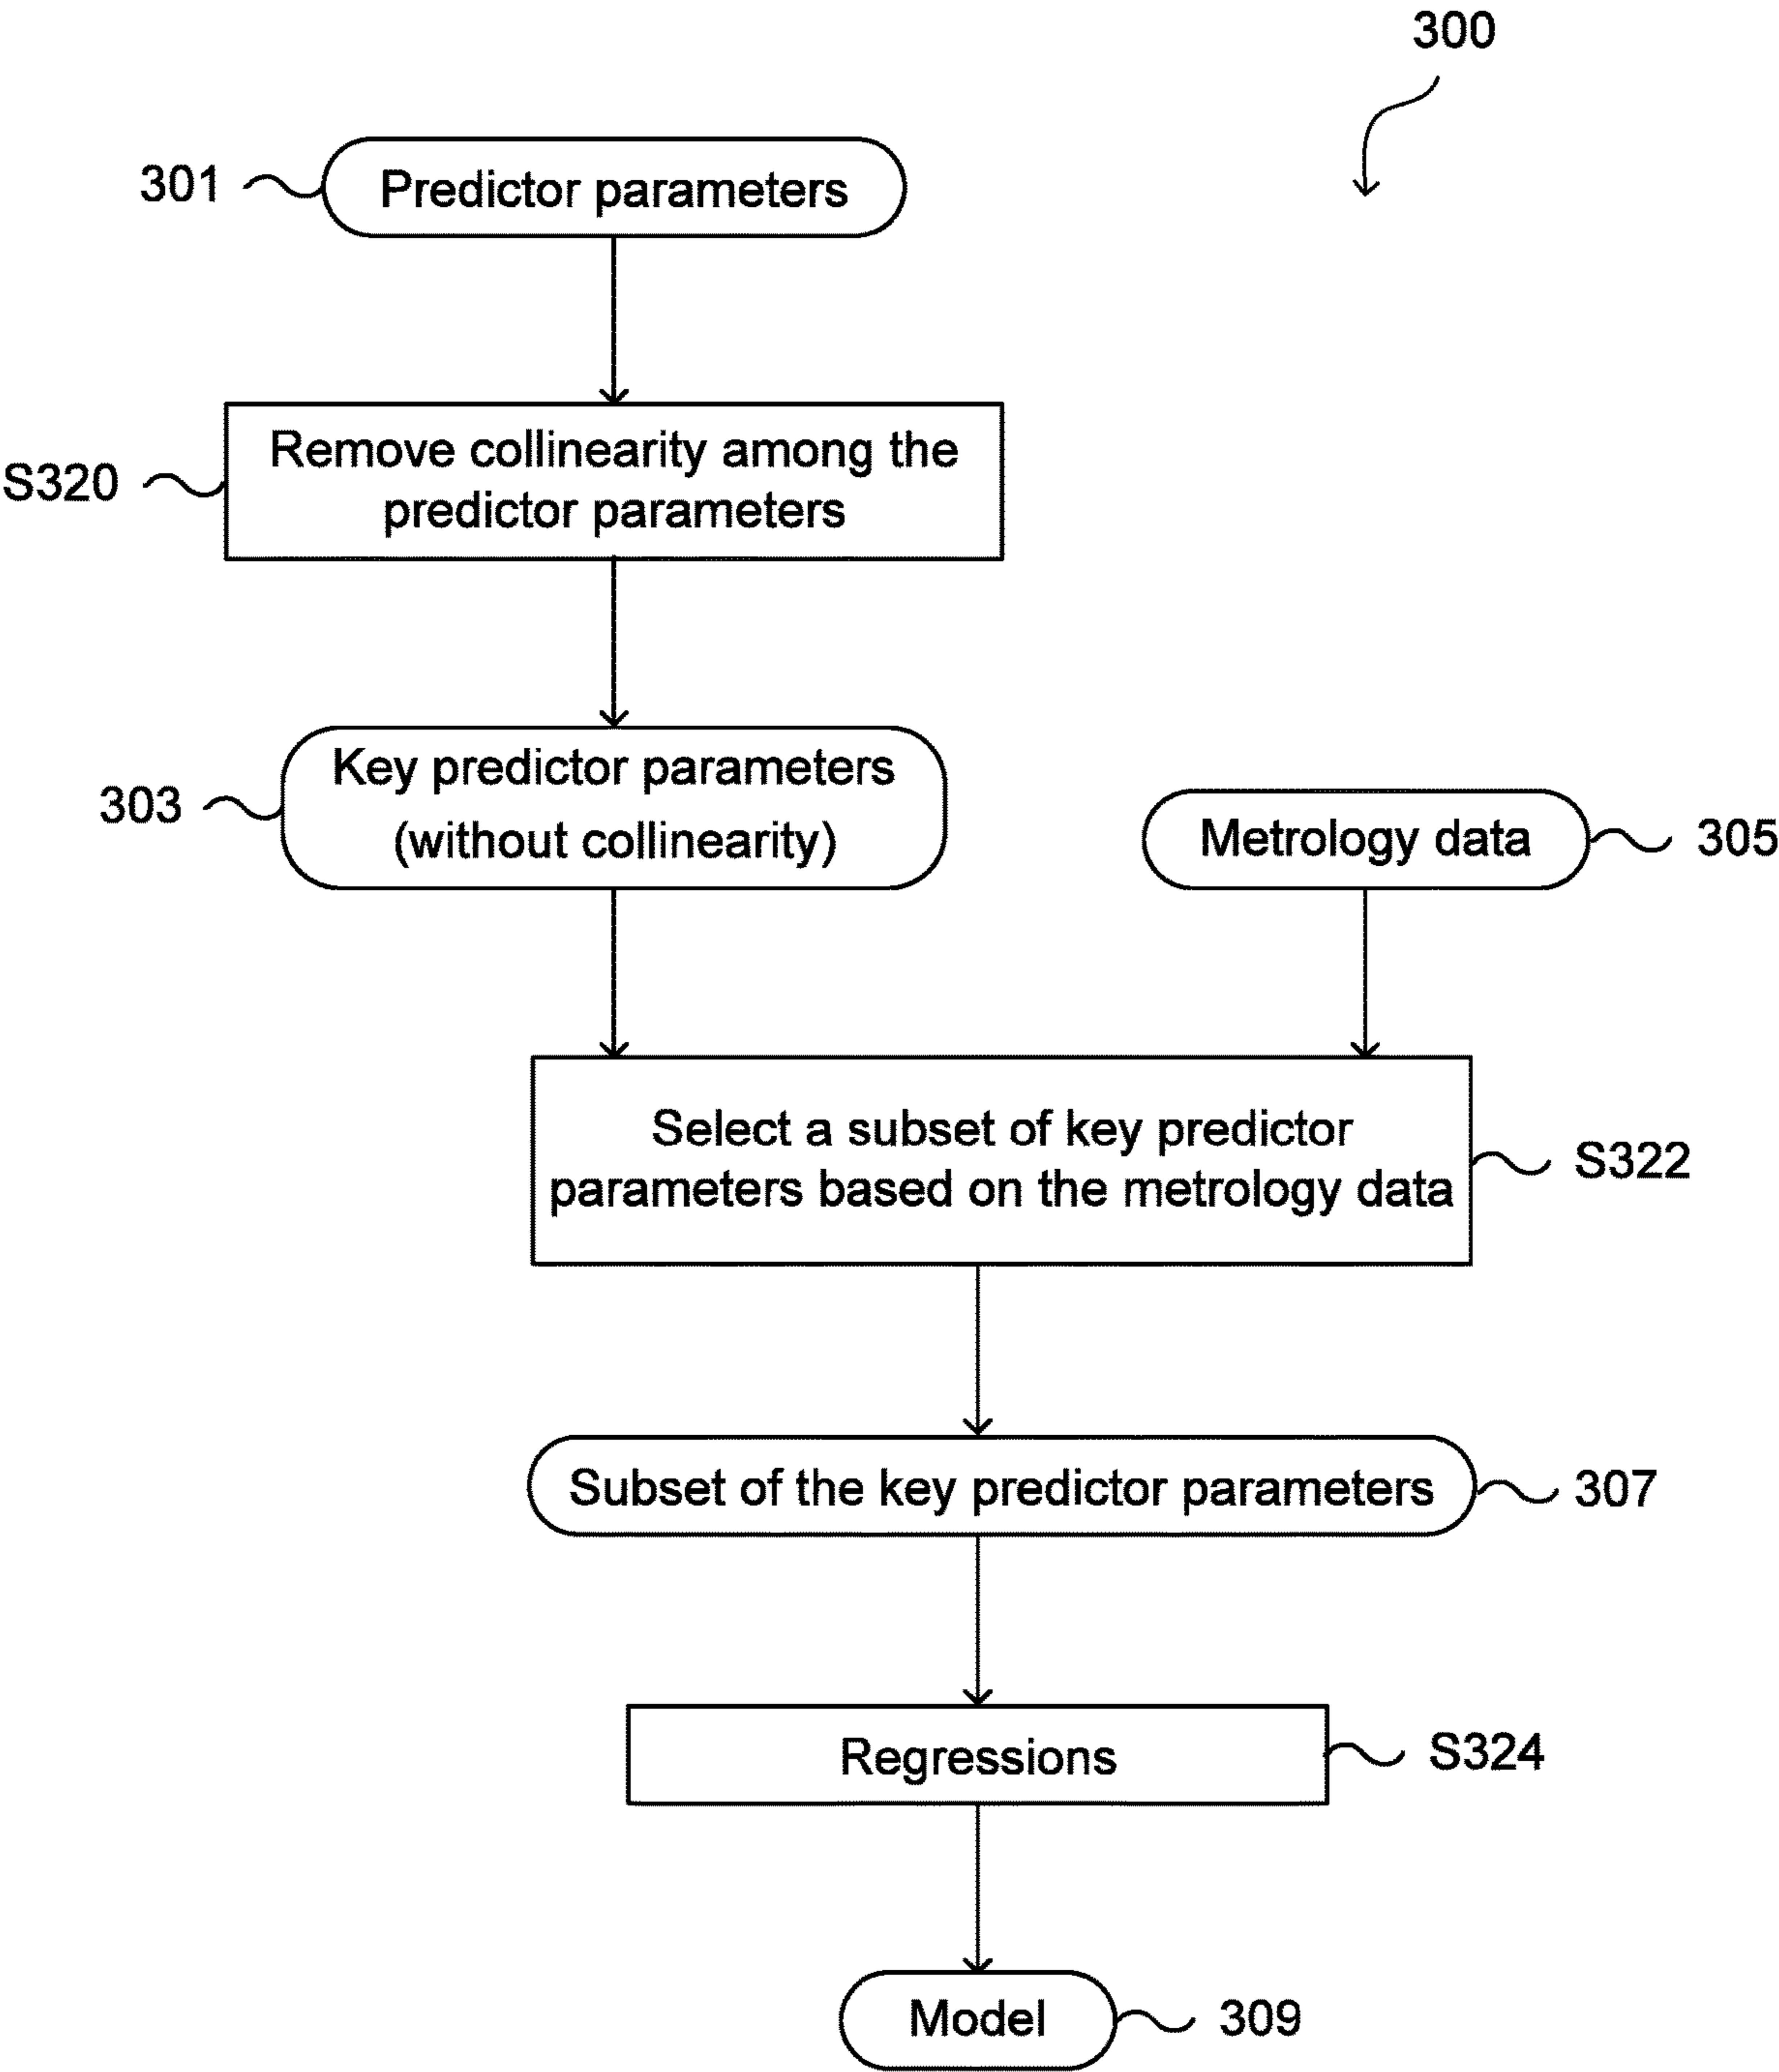 300
301
Predictor parameters
S320
Remove collinearity among the
predictor parameters
303
Key predictor parameters
(without collinearity)
Metrology data
305
Select a subset of key predictor
parameters based on the metrology data
S322
Subset of the key predictor parameters
307
Regressions
S324
Model
309